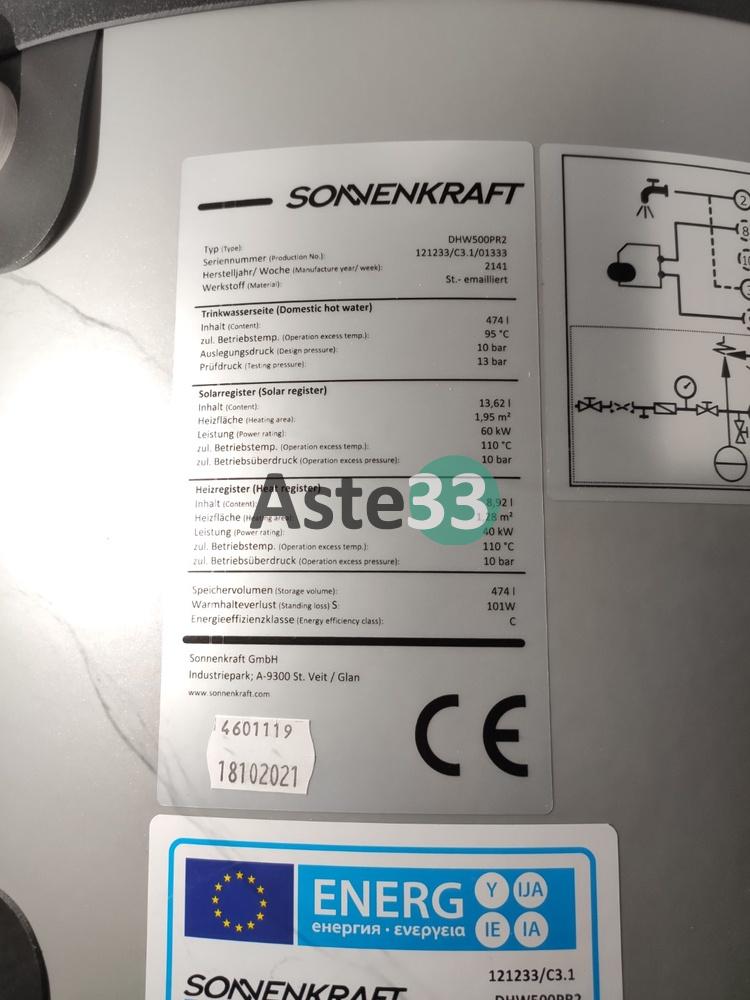 SONNENKRAFT
Typ (Type): DHW500PR2
Seriennummer (Production No.): 121233/C3.1/01333
Herstelljahr/ Woche (Manufacture year/ week): 2141
Werkstoff (Material): St.- emailliert
Trinkwasserseite (Domestic hot water)
Inhalt (Content): 474 l
zul. Betriebstemp. (Operation excess temp.): 95 °C
Auslegungsdruck (Design pressure): 10 bar
Prüfdruck (Testing pressure): 13 bar
Solarregister (Solar register)
Inhalt (Content): 13,62 l
Heizfläche (Heating area): 1,95 m²
Leistung (Power rating): 60 kW
zul. Betriebstemp. (Operation excess temp.): 110 °C
zul. Betriebsüberdruck (Operation excess pressure): 10 bar
Heizregister (Heat register)
Inhalt (Content): 8,92 l
Heizfläche (Heating area): 1,28 m²
Leistung (Power rating): 40 kW
zul. Betriebstemp. (Operation excess temp.): 110 °C
zul. Betriebsüberdruck (Operation excess pressure): 10 bar
Aste33
Speichervolumen (Storage volume): 474 l
Warmhalteverlust (Standing loss) S: 101W
Energieeffizienzklasse (Energy efficiency class): C
Sonnenkraft GmbH
Industriepark; A-9300 St. Veit / Glan
www.sonnenkraft.com
CE
4601119
18102021
2
8
ENERG
енергия · ενεργεια
Y IJA
IE IA
SONNENKRAFT
121233/C3.1
DHW500PR2